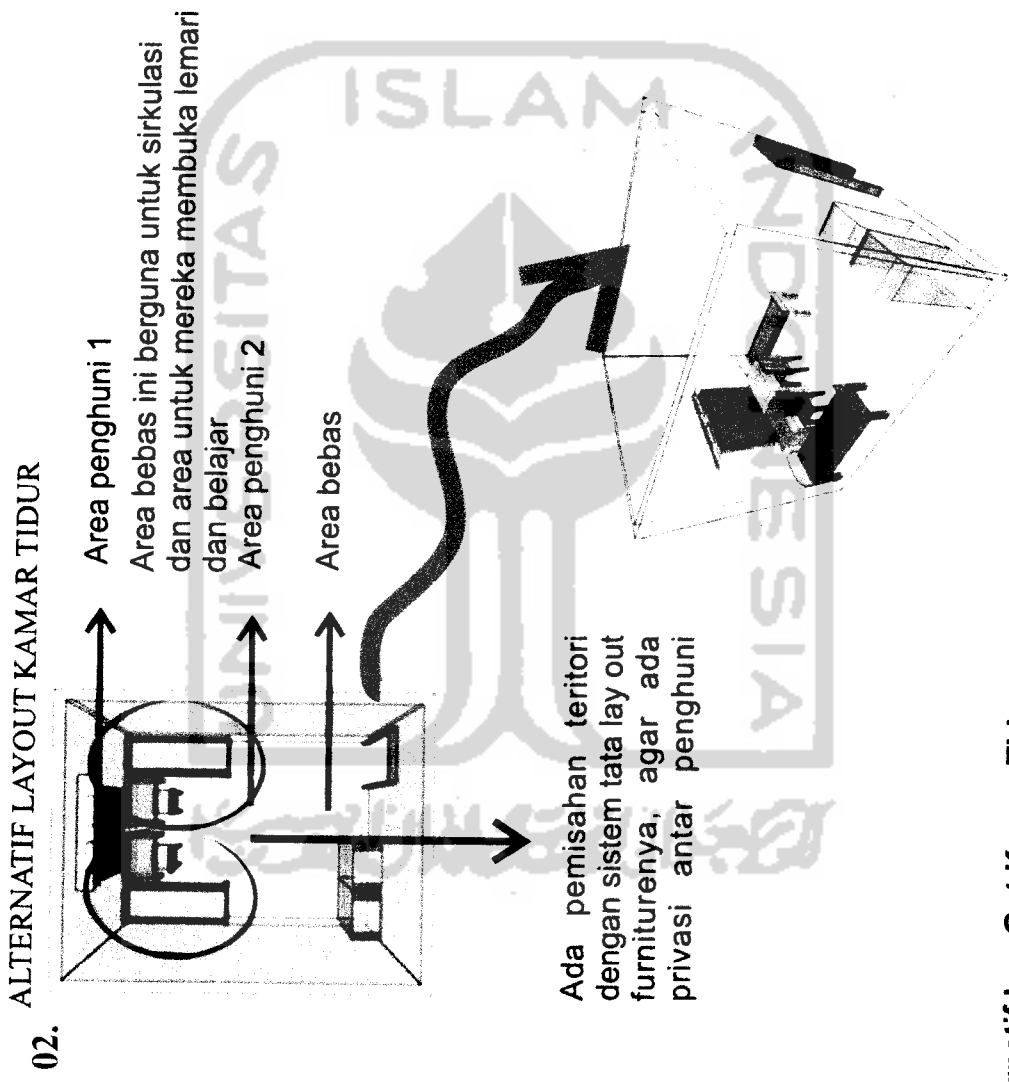 02. ALTERNATIF LAYOUT KAMAR TIDUR
Area penghuni 1
Area bebas ini berguna untuk sirkulasi
dan area untuk mereka membuka lemari
dan belajar
Area penghuni 2
Area bebas
Ada pemisahan teritori
dengan sistem tata lay out
furniturenya, agar ada
privasi antar penghuni
UNIVERSITAS
ISLAM
INDONESIA